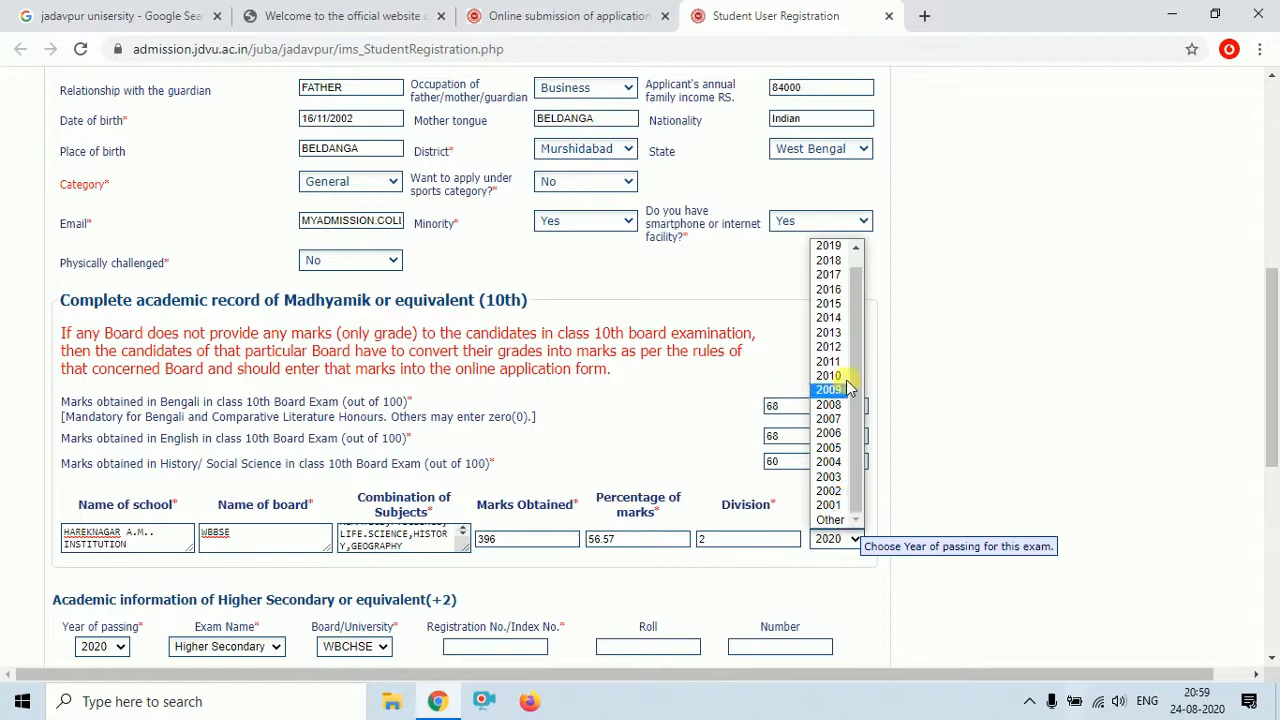 jadavpur unisersity - Google Sea
Welcome to the official website o
Online submission of application
Student User Registration
admission.jdvu.ac.in/juba/jadavpur/ims_StudentRegistration.php
Relationship with the guardian FATHER Occupation of father/mother/guardian Business Applicant's annual family income RS. 84000
Date of birth* 16/11/2002 Mother tongue BELDANGA Nationality Indian
Place of birth BELDANGA District* Murshidabad State West Bengal
Category* General Want to apply under sports category?* No
Email* MYADMISSION.COLL Minority* Yes Do you have smartphone or internet facility?* Yes
Physically challenged* No
2019
2018
2017
2016
2015
2014
2013
2012
2011
2010
2009
2008
2007
2006
2005
2004
2003
2002
2001
Other
Complete academic record of Madhyamik or equivalent (10th)
If any Board does not provide any marks (only grade) to the candidates in class 10th board examination,
then the candidates of that particular Board have to convert their grades into marks as per the rules of
that concerned Board and should enter that marks into the online application form.
Marks obtained in Bengali in class 10th Board Exam (out of 100)* 68
[Mandatory for Bengali and Comparative Literature Honours. Others may enter zero(0).]
Marks obtained in English in class 10th Board Exam (out of 100)* 68
Marks obtained in History/ Social Science in class 10th Board Exam (out of 100)* 60
Name of school* Name of board* Combination of Subjects* Marks Obtained* Percentage of marks* Division*
HAREKNAGAR A.M.. INSTITUTION WBBSE LIFE.SCIENCE,HISTOR Y,GEOGRAPHY 396 56.57 2 2020
Choose Year of passing for this exam.
Academic information of Higher Secondary or equivalent(+2)
Year of passing* Exam Name* Board/University* Registration No./Index No.* Roll Number
2020 Higher Secondary WBCHSE
Type here to search
ENG
20:59
24-08-2020